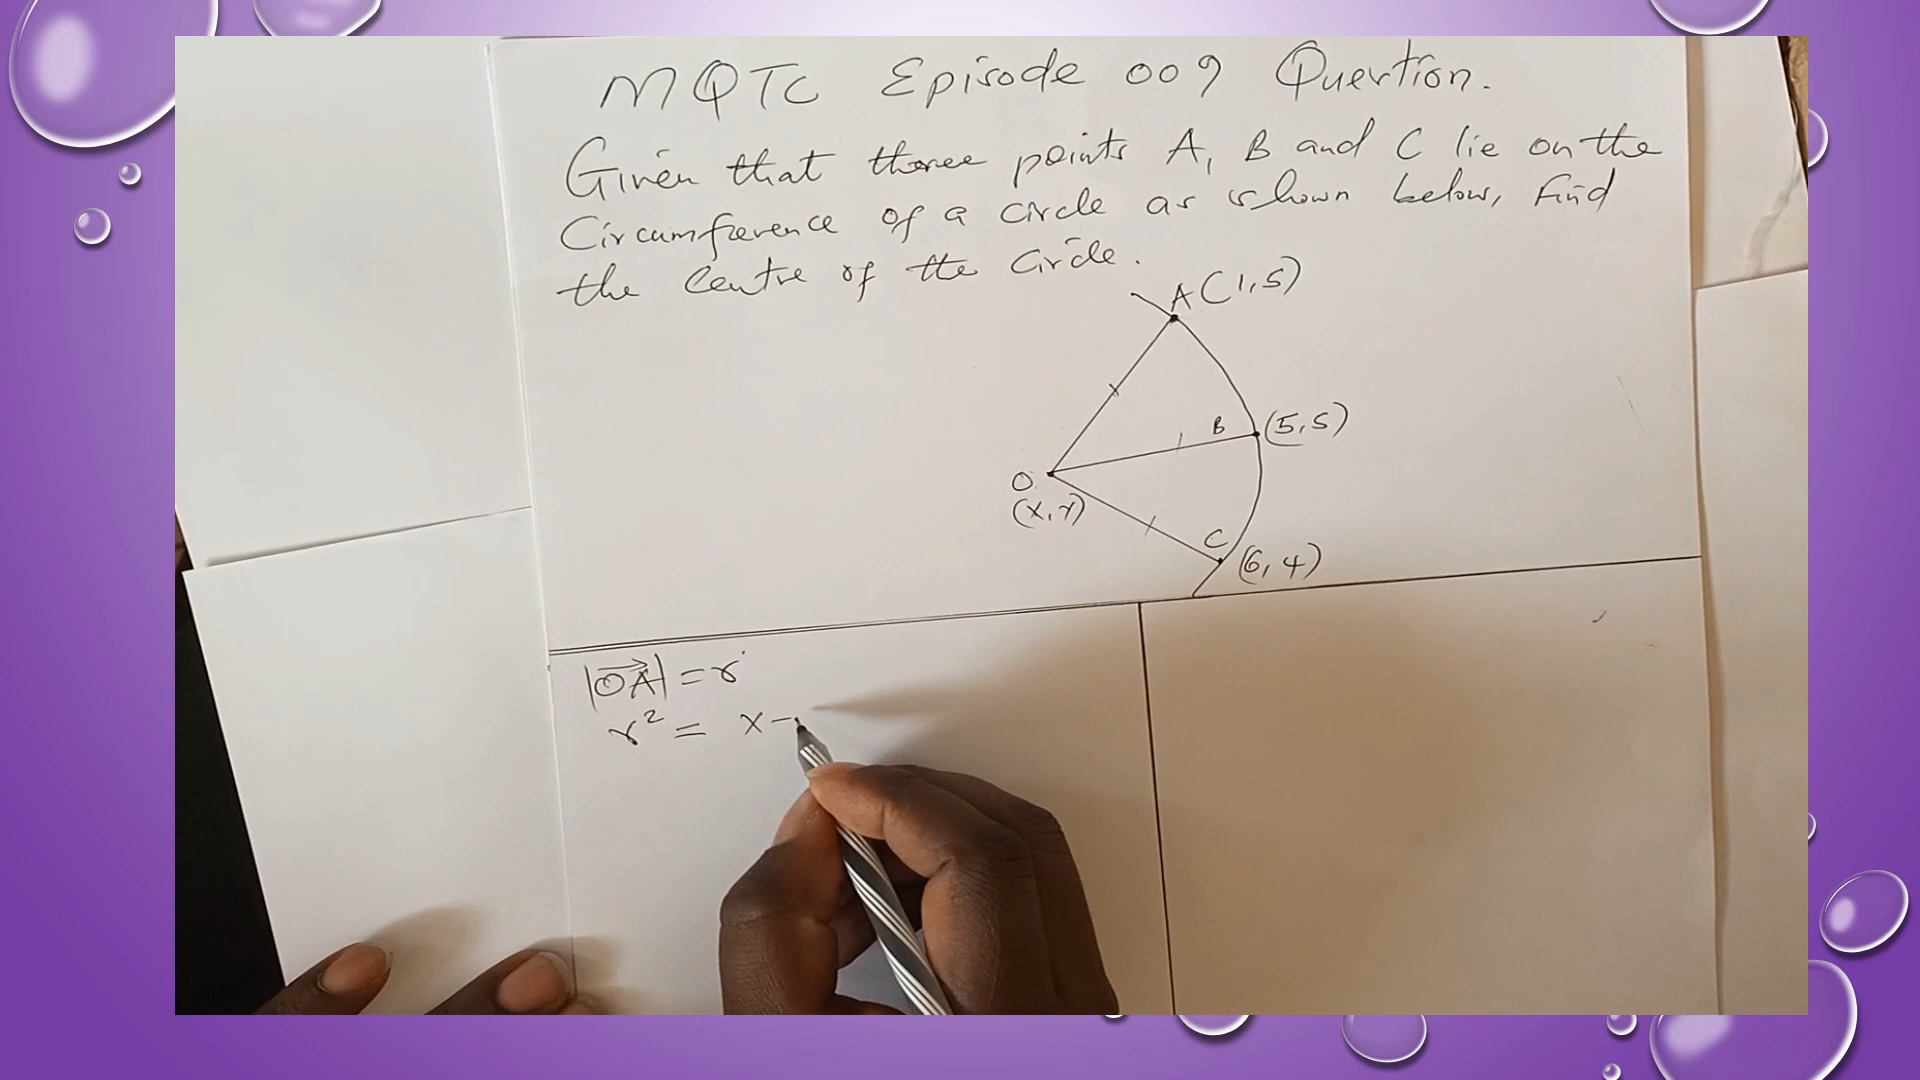 MQTC Episode 009 Question.
Given that three points A, B and C lie on the
Circumference of a circle as shown below, Find
the Centre of the Circle.
A (1,5)
B (5,5)
O
(x, y)
C
(6, 4)
|OA| = r
r² = x -